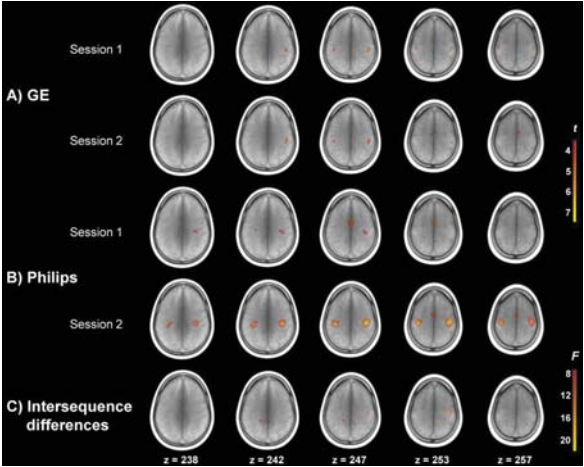 Session 1
A) GE
t
4
Session 2
5
6
7
Session 1
B) Philips
Session 2
F
8
12
C) Intersequence
differences
16
20
z = 238 z = 242 z = 247 z = 253 z = 257